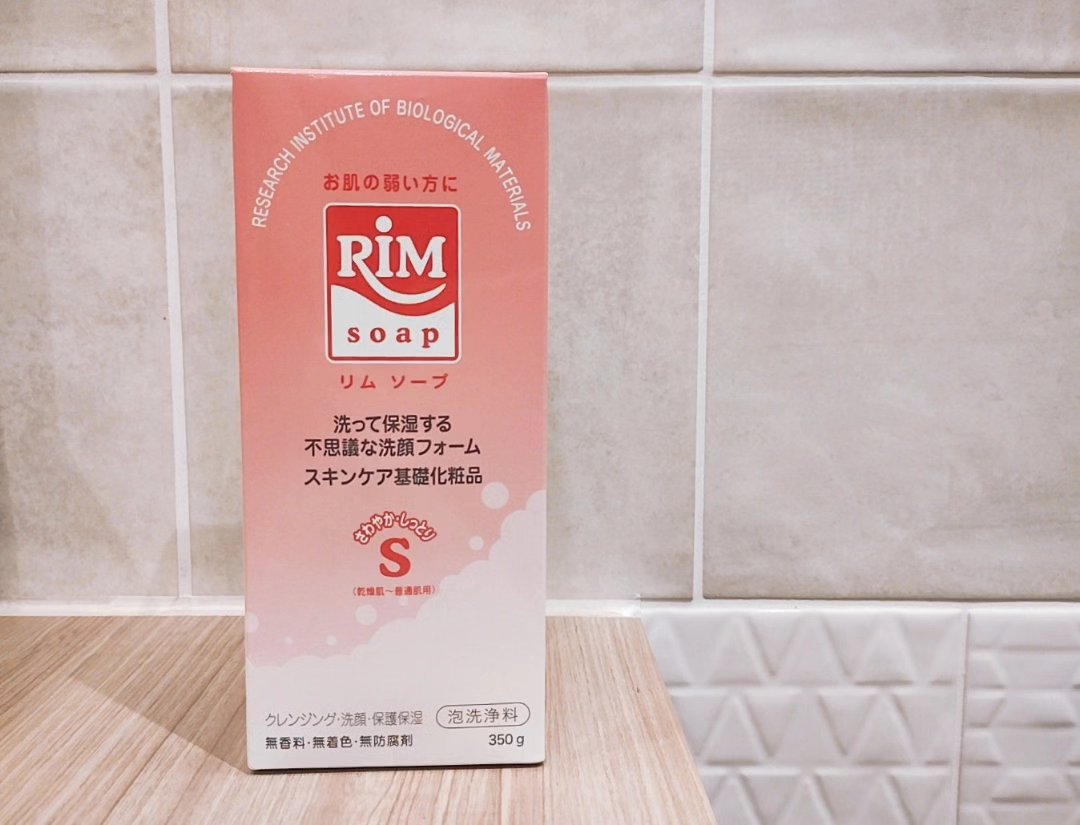 RESEARCH INSTITUTE OF BIOLOGICAL MATERIALS
お肌の弱い方に
RiM
soap
リム ソープ
洗って保湿する
不思議な洗顔フォーム
スキンケア基礎化粧品
さわやか・しっとり
S
(乾燥肌〜普通肌用)
クレンジング・洗顔・保護保湿 泡洗浄料
無香料・無着色・無防腐剤 350g